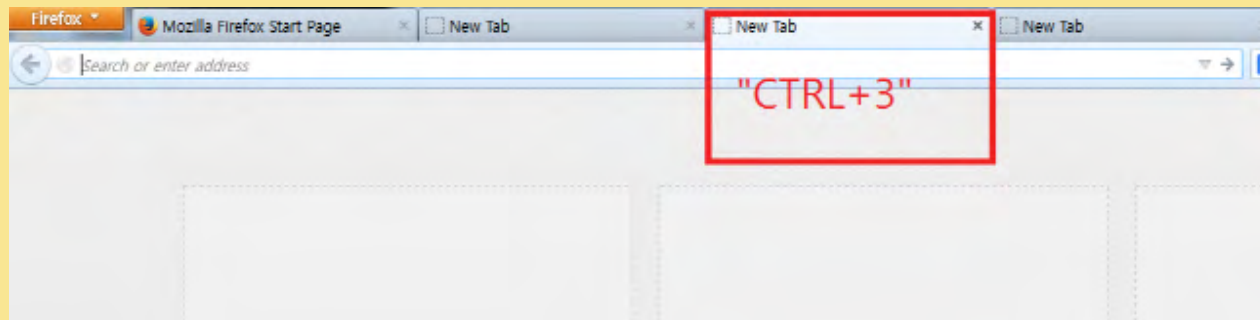 Firefox
Mozilla Firefox Start Page
New Tab
New Tab
New Tab
Search or enter address
"CTRL+3"